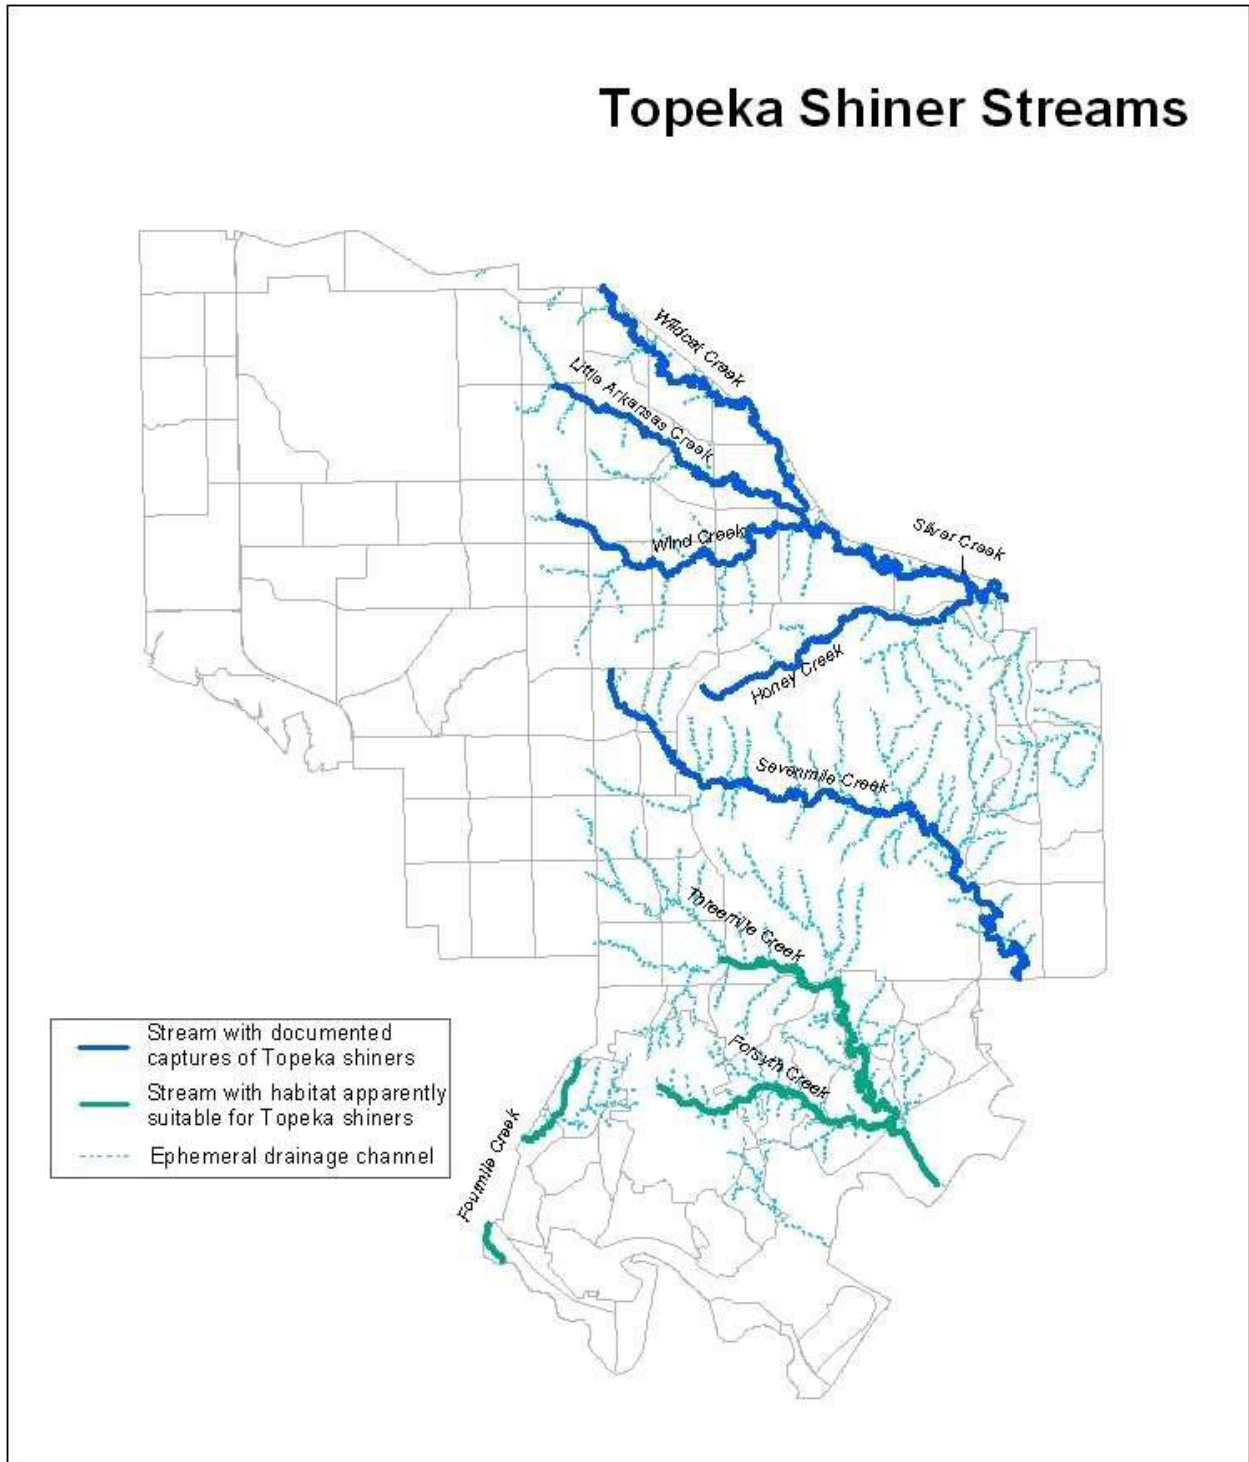 Topeka Shiner Streams
Wildcat Creek
Little Arkansas Creek
Silver Creek
Wind Creek
Honey Creek
Sevenmile Creek
Threemile Creek
Forsyth Creek
Fourmile Creek
Stream with documented
captures of Topeka shiners
Stream with habitat apparently
suitable for Topeka shiners
Ephemeral drainage channel